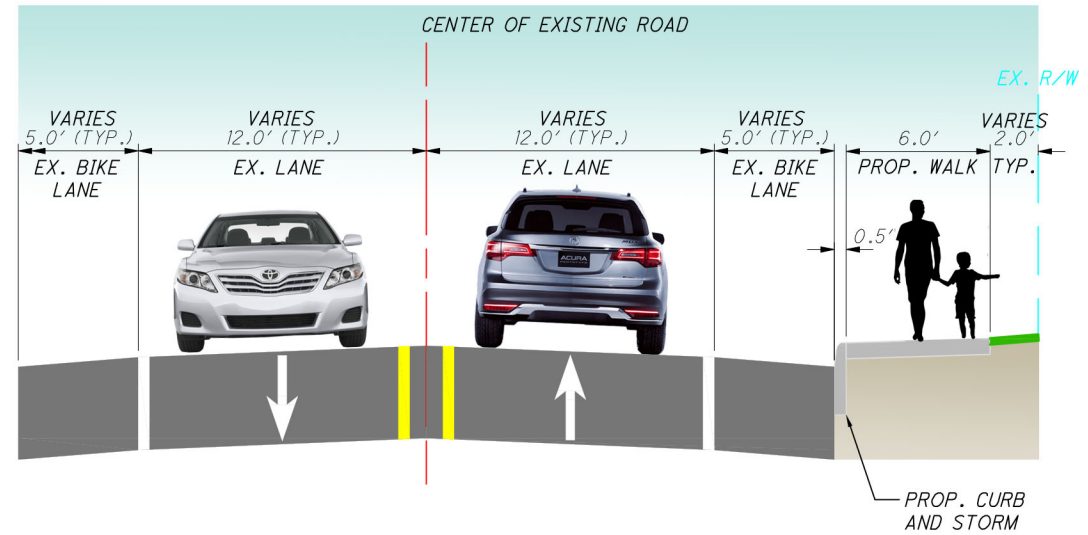 CENTER OF EXISTING ROAD
EX. R/W
VARIES
5.0' (TYP.)
EX. BIKE
LANE
VARIES
12.0' (TYP.)
EX. LANE
VARIES
12.0' (TYP.)
EX. LANE
VARIES
5.0' (TYP.)
EX. BIKE
LANE
6.0'
PROP. WALK
VARIES
2.0'
TYP.
0.5'
ACURA
PROP. CURB
AND STORM